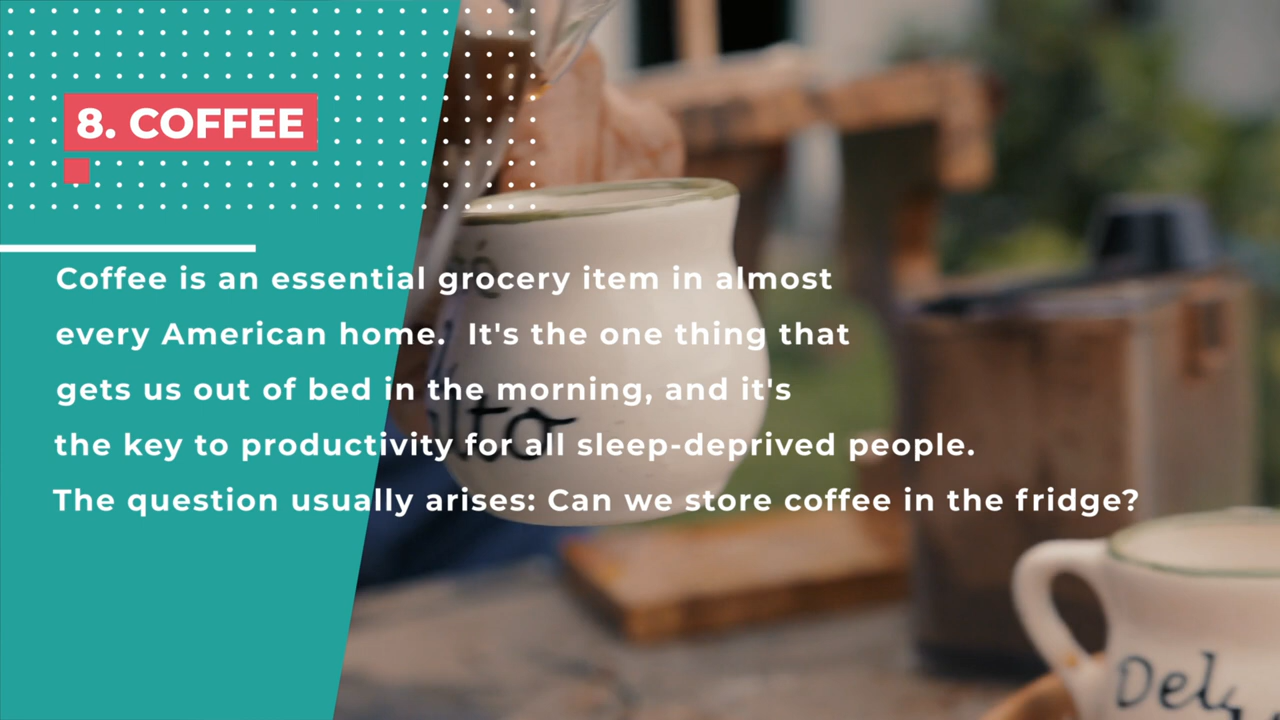 8. COFFEE
Coffee is an essential grocery item in almost
every American home.  It's the one thing that
gets us out of bed in the morning, and it's
the key to productivity for all sleep-deprived people.
The question usually arises: Can we store coffee in the fridge?